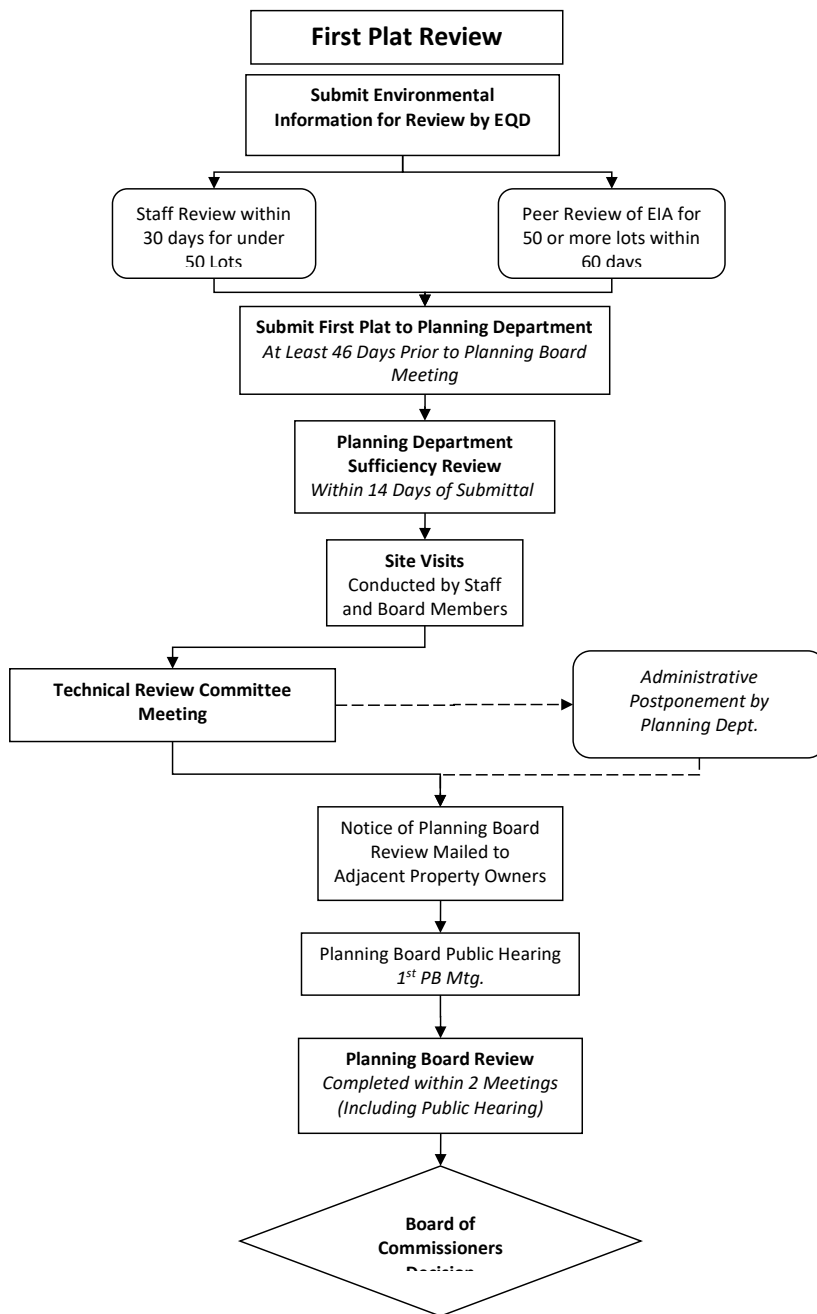 First Plat Review
Submit Environmental
Information for Review by EQD
Staff Review within
30 days for under
50 Lots
Peer Review of EIA for
50 or more lots within
60 days
Submit First Plat to Planning Department
At Least 46 Days Prior to Planning Board
Meeting
Planning Department
Sufficiency Review
Within 14 Days of Submittal
Site Visits
Conducted by Staff
and Board Members
Technical Review Committee
Meeting
Administrative
Postponement by
Planning Dept.
Notice of Planning Board
Review Mailed to
Adjacent Property Owners
Planning Board Public Hearing
1st PB Mtg.
Planning Board Review
Completed within 2 Meetings
(Including Public Hearing)
Board of
Commissioners
Decision